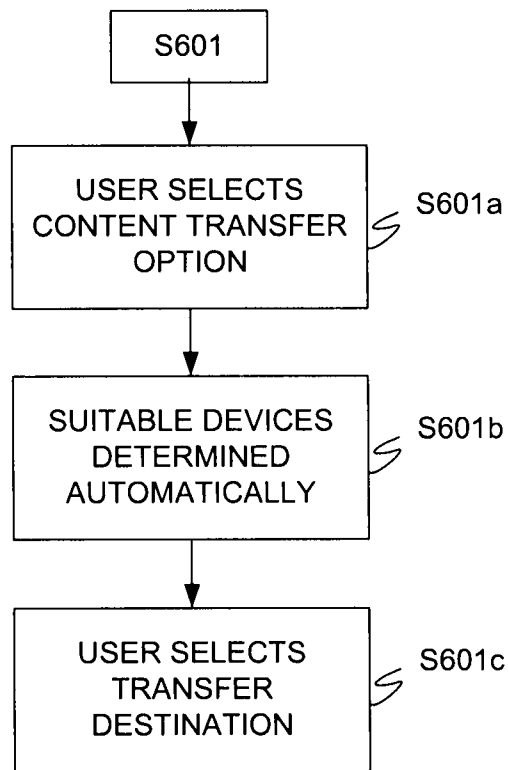 S601
USER SELECTS
CONTENT TRANSFER
OPTION
S601a
SUITABLE DEVICES
DETERMINED
AUTOMATICALLY
S601b
USER SELECTS
TRANSFER
DESTINATION
S601c